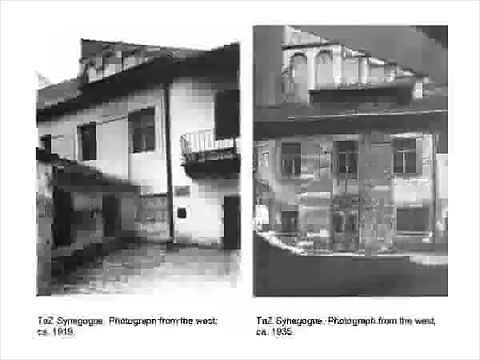 TaZ Synagogue. Photograph from the west;
ca. 1919.
TaZ Synagogue. Photograph from the west,
ca. 1935.